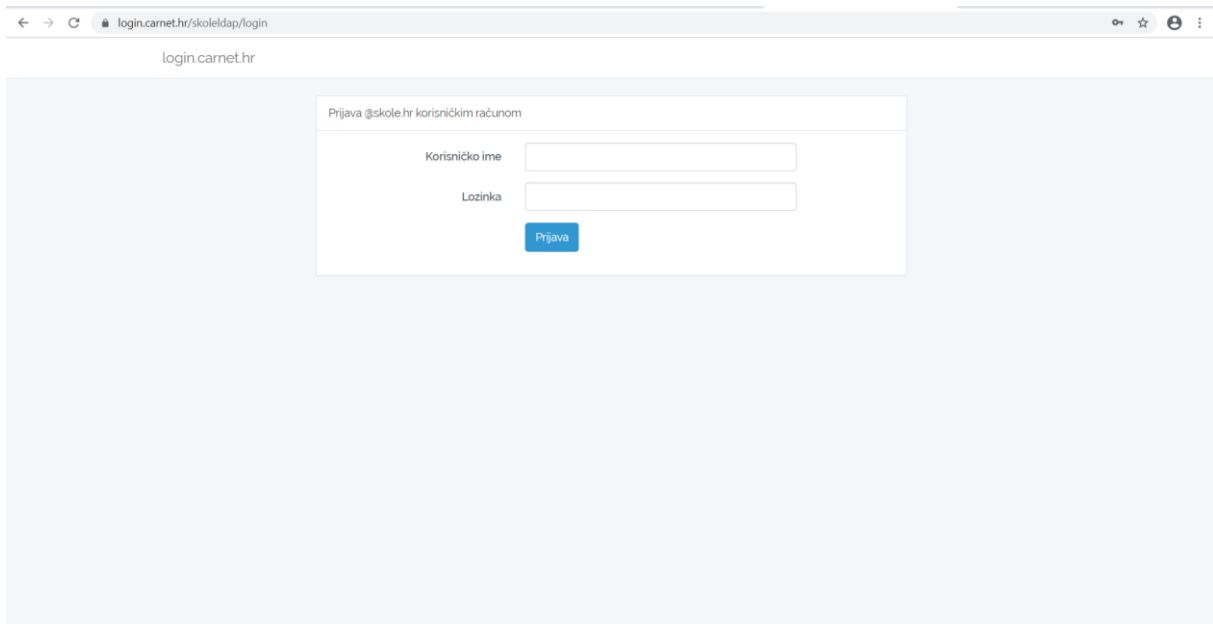 login.carnet.hr/skoleldap/login
login.carnet.hr
Prijava @skole.hr korisničkim računom
Korisničko ime
Lozinka
Prijava